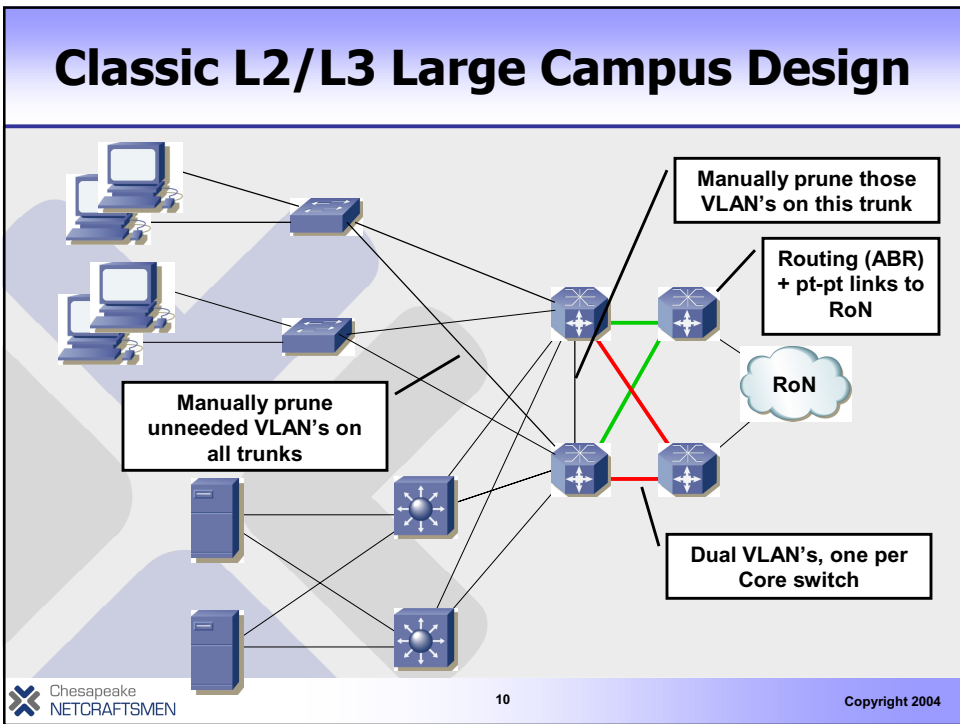 Classic L2/L3 Large Campus Design
Manually prune those
VLAN's on this trunk
Routing (ABR)
+ pt-pt links to
RoN
RoN
Manually prune
unneeded VLAN's on
all trunks
Dual VLAN's, one per
Core switch
Chesapeake
NETCRAFTSMEN
10
Copyright 2004